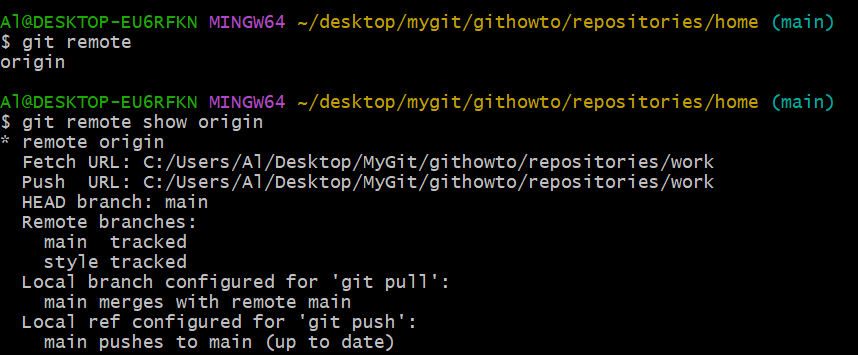 Al@DESKTOP-EU6RFKN MINGW64 ~/desktop/mygit/githowto/repositories/home (main)
$ git remote
origin
Al@DESKTOP-EU6RFKN MINGW64 ~/desktop/mygit/githowto/repositories/home (main)
$ git remote show origin
* remote origin
  Fetch URL: C:/Users/Al/Desktop/MyGit/githowto/repositories/work
  Push  URL: C:/Users/Al/Desktop/MyGit/githowto/repositories/work
  HEAD branch: main
  Remote branches:
    main  tracked
    style tracked
  Local branch configured for 'git pull':
    main merges with remote main
  Local ref configured for 'git push':
    main pushes to main (up to date)